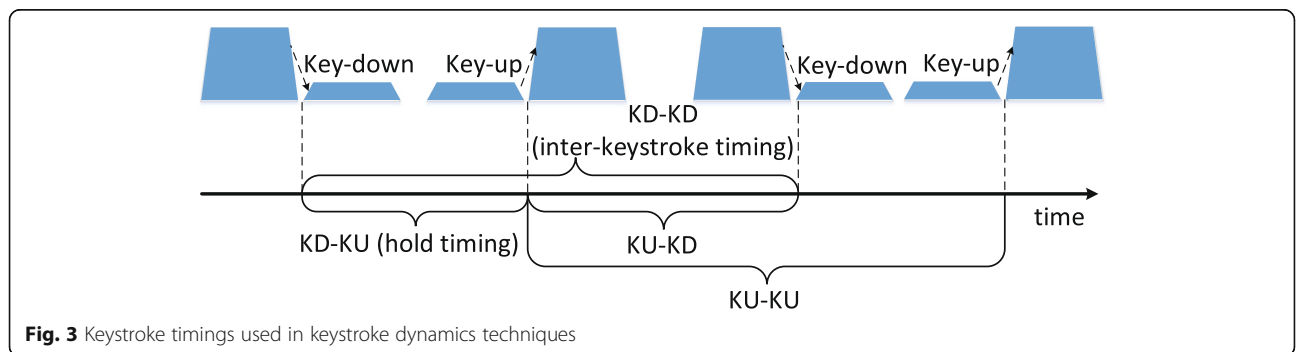 Key-down
Key-up
Key-down
Key-up
KD-KD
(inter-keystroke timing)
time
KD-KU (hold timing)
KU-KD
KU-KU
Fig. 3 Keystroke timings used in keystroke dynamics techniques